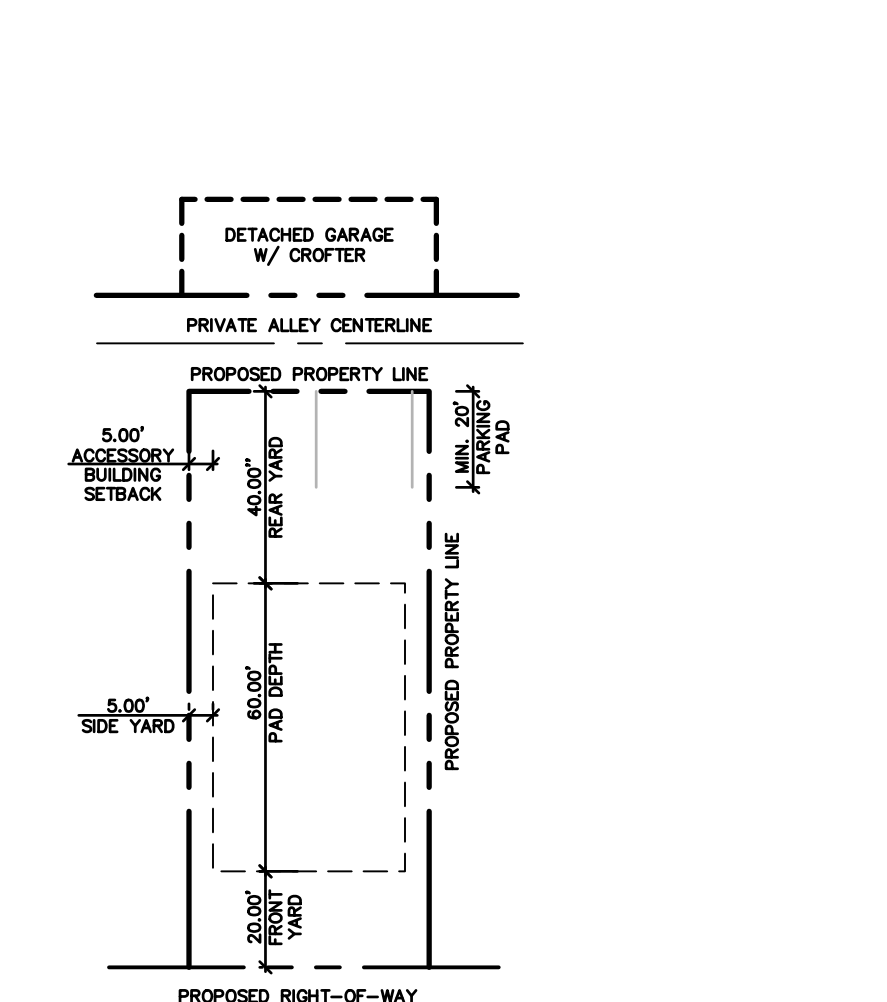 DETACHED GARAGE
W/ CROFTER
PRIVATE ALLEY CENTERLINE
PROPOSED PROPERTY LINE
5.00'
ACCESSORY
BUILDING
SETBACK
40.00"
REAR YARD
MIN. 20'
PARKING
PAD
PROPOSED PROPERTY LINE
60.00'
PAD DEPTH
5.00'
SIDE YARD
20.00'
FRONT
YARD
PROPOSED RIGHT-OF-WAY